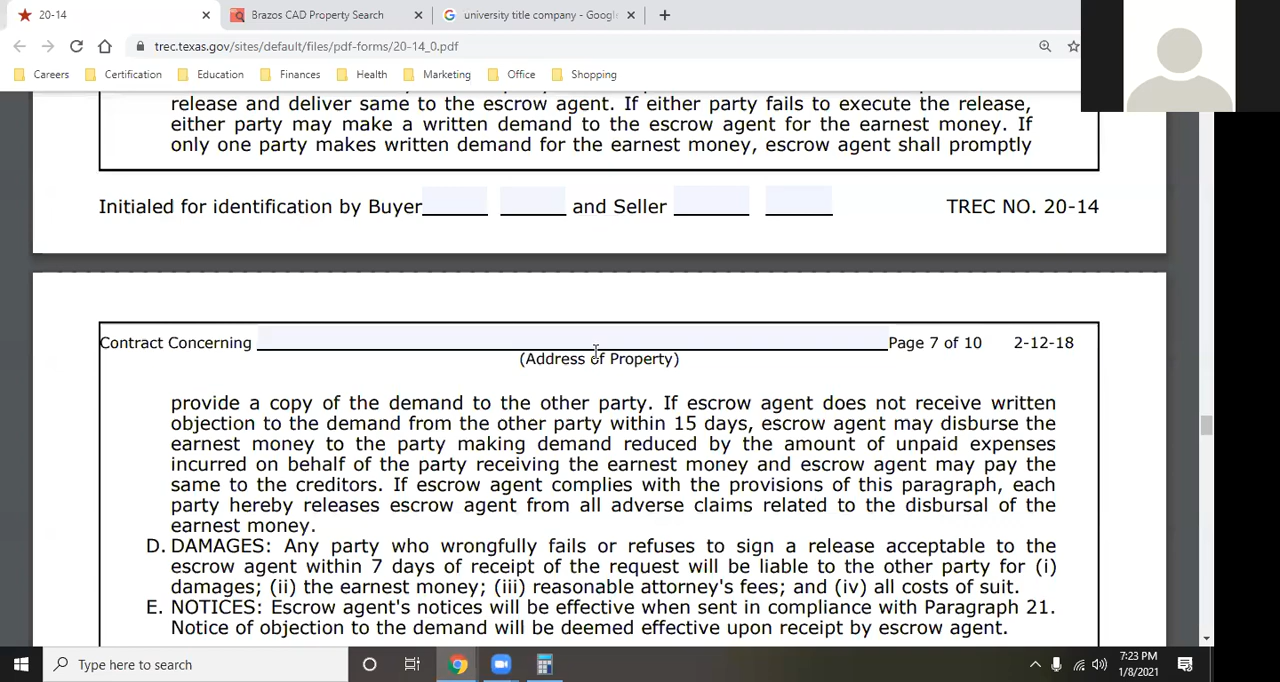 20-14
Brazos CAD Property Search
university title company - Google
trec.texas.gov/sites/default/files/pdf-forms/20-14_0.pdf
Careers Certification Education Finances Health Marketing Office Shopping
release and deliver same to the escrow agent. If either party fails to execute the release,
either party may make a written demand to the escrow agent for the earnest money. If
only one party makes written demand for the earnest money, escrow agent shall promptly
Initialed for identification by Buyer and Seller TREC NO. 20-14
Contract Concerning Page 7 of 10 2-12-18
(Address of Property)
provide a copy of the demand to the other party. If escrow agent does not receive written
objection to the demand from the other party within 15 days, escrow agent may disburse the
earnest money to the party making demand reduced by the amount of unpaid expenses
incurred on behalf of the party receiving the earnest money and escrow agent may pay the
same to the creditors. If escrow agent complies with the provisions of this paragraph, each
party hereby releases escrow agent from all adverse claims related to the disbursal of the
earnest money.
D. DAMAGES: Any party who wrongfully fails or refuses to sign a release acceptable to the
escrow agent within 7 days of receipt of the request will be liable to the other party for (i)
damages; (ii) the earnest money; (iii) reasonable attorney's fees; and (iv) all costs of suit.
E. NOTICES: Escrow agent's notices will be effective when sent in compliance with Paragraph 21.
Notice of objection to the demand will be deemed effective upon receipt by escrow agent.
Type here to search
7:23 PM
1/8/2021